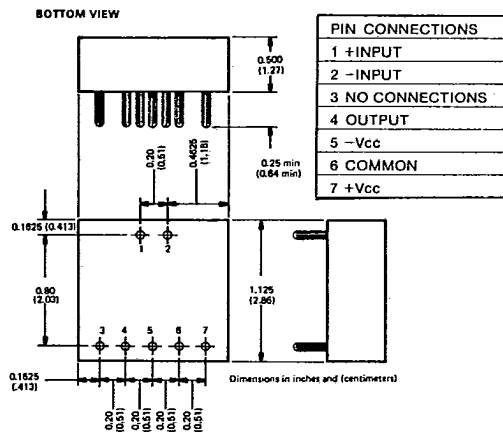 BOTTOM VIEW
0.500
(1.27)
0.20
(0.51)
0.4625
(1.18)
0.25 min
(0.64 min)
PIN CONNECTIONS
1 +INPUT
2 -INPUT
3 NO CONNECTIONS
4 OUTPUT
5 -Vcc
6 COMMON
7 +Vcc
0.1625 (0.413)
1
2
0.80
(2.03)
1.125
(2.86)
3
4
5
6
7
0.1625
(.413)
0.20
(0.51)
0.20
(0.51)
0.20
(0.51)
0.20
(0.51)
Dimensions in inches and (centimeters)